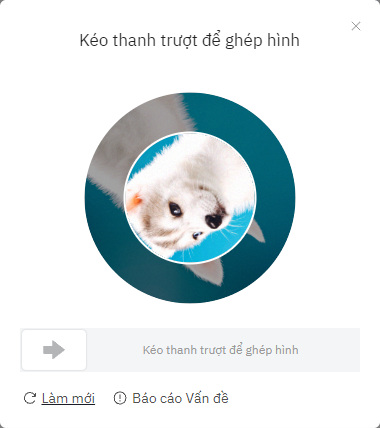 Kéo thanh trượt để ghép hình
Kéo thanh trượt để ghép hình
Làm mới
Báo cáo Vấn đề